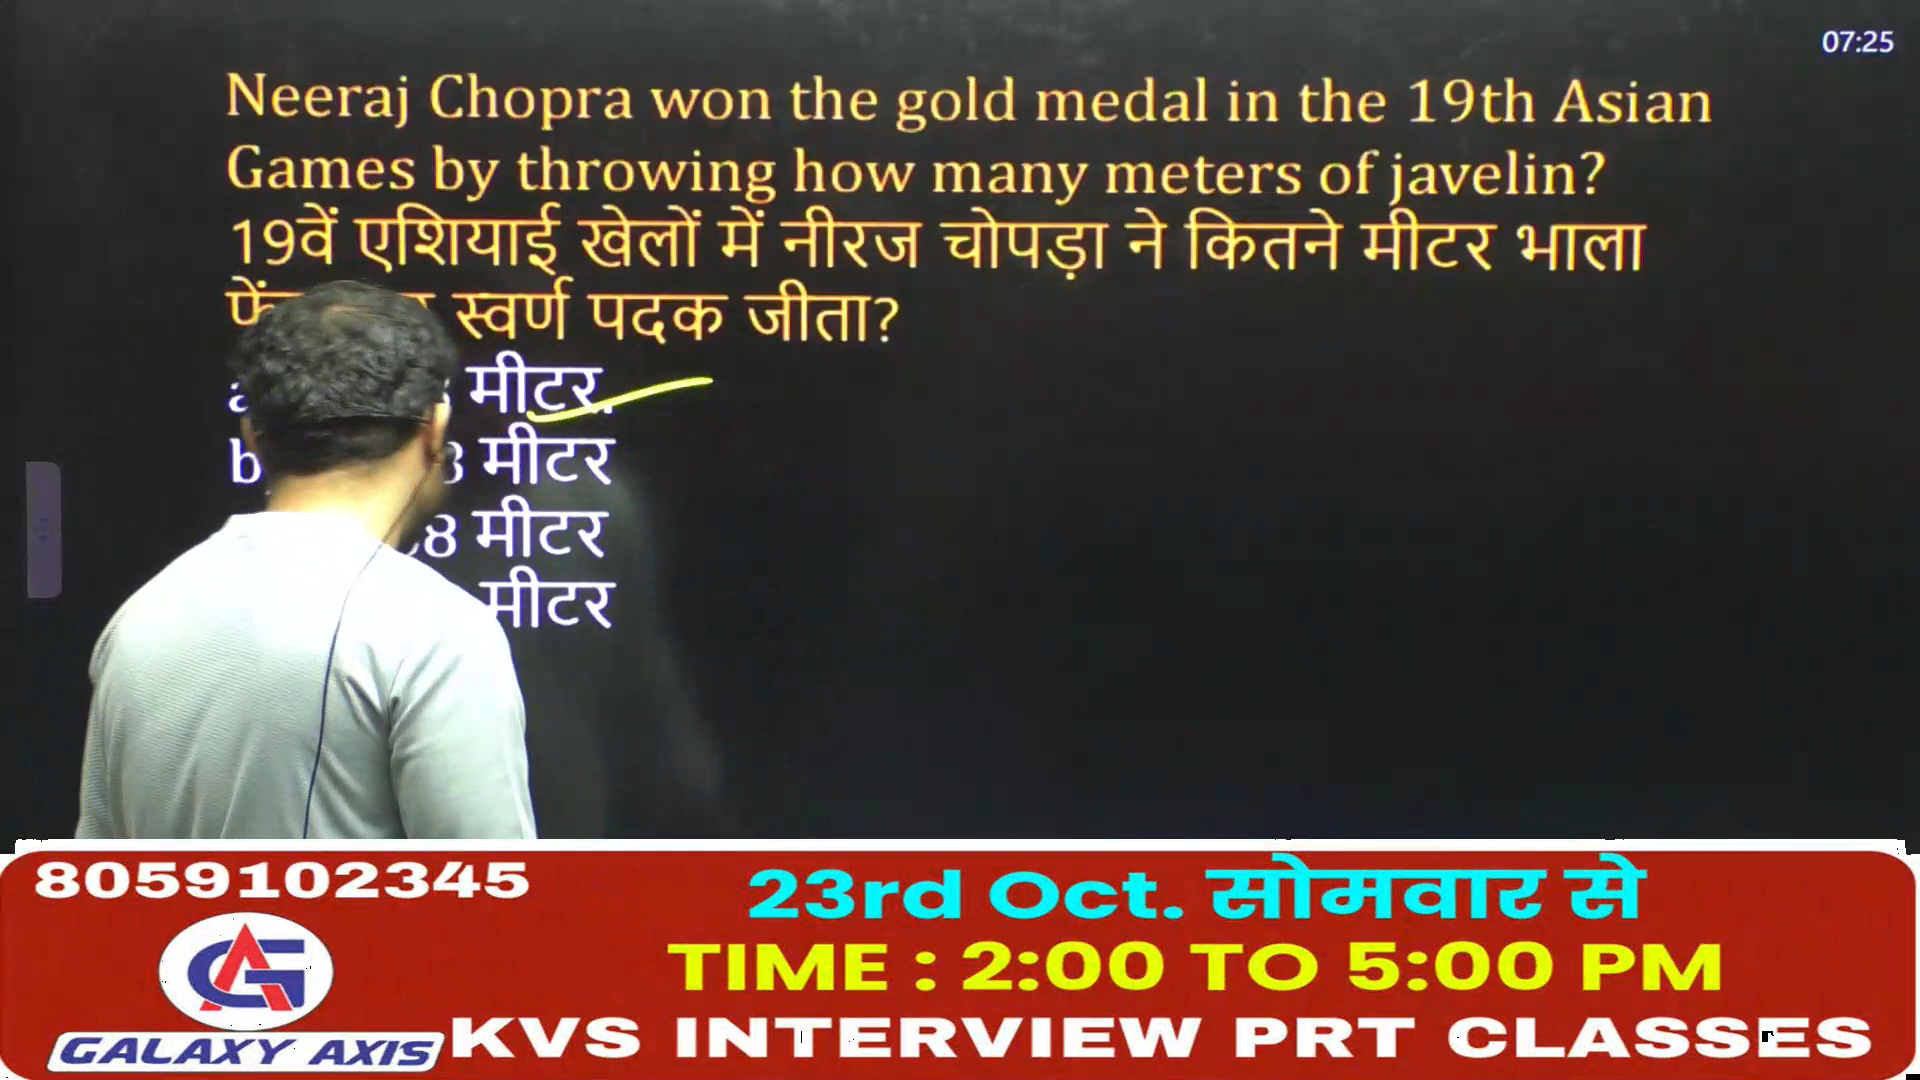 07:25
Neeraj Chopra won the gold medal in the 19th Asian
Games by throwing how many meters of javelin?
19वें एशियाई खेलों में नीरज चोपड़ा ने कितने मीटर भाला
स्वर्ण पदक जीता?
मीटर.
मीटर
मीटर
मीटर
8059102345
23rd Oct. सोमवार से
TIME : 2:00 TO 5:00 PM
GALAXY AXIS
KVS INTERVIEW PRT CLASSES